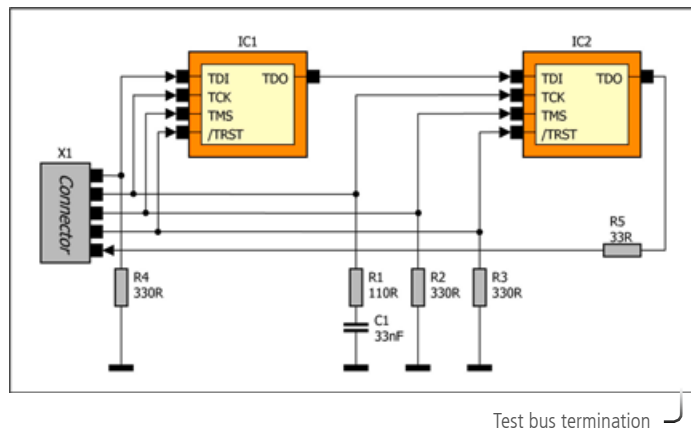 IC1
IC2
TDI TDO
TCK
TMS
/TRST
TDI TDO
TCK
TMS
/TRST
X1
Connector
R5
33R
R4
330R
R1
110R
R2
330R
R3
330R
C1
33nF
Test bus termination